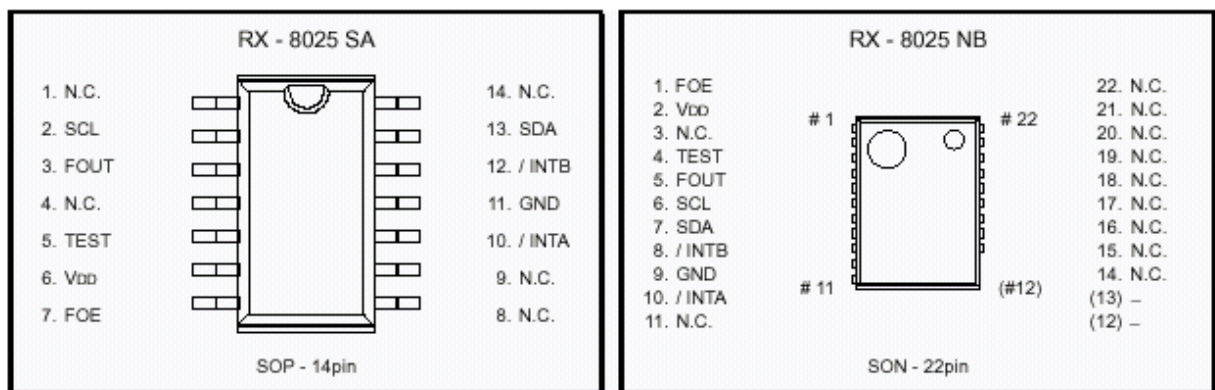 RX - 8025 SA
1. N.C.
2. SCL
3. FOUT
4. N.C.
5. TEST
6. VDD
7. FOE
14. N.C.
13. SDA
12. / INTB
11. GND
10. / INTA
9. N.C.
8. N.C.
SOP - 14pin
RX - 8025 NB
1. FOE
2. VDD
3. N.C.
4. TEST
5. FOUT
6. SCL
7. SDA
8. / INTB
9. GND
10. / INTA
11. N.C.
# 1
# 22
# 11
(#12)
22. N.C.
21. N.C.
20. N.C.
19. N.C.
18. N.C.
17. N.C.
16. N.C.
15. N.C.
14. N.C.
(13) –
(12) –
SON - 22pin